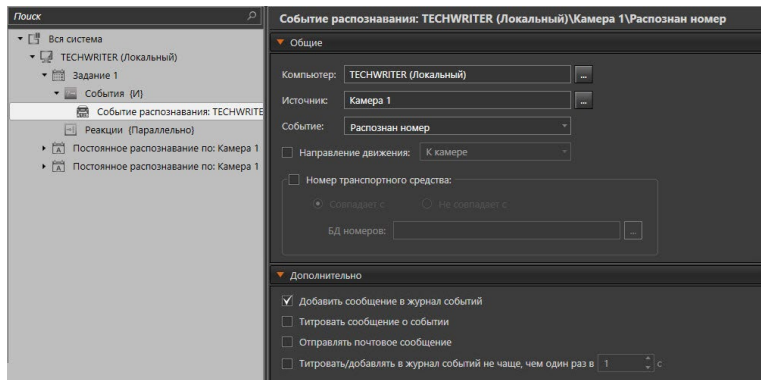 Поиск
Вся система
TECHWRITER (Локальный)
Задание 1
События {И}
Событие распознавания: TECHWRITE
Реакции {Параллельно}
Постоянное распознавание по: Камера 1
Постоянное распознавание по: Камера 1
Событие распознавания: TECHWRITER (Локальный)\Камера 1\Распознан номер
Общие
Компьютер: TECHWRITER (Локальный) ...
Источник: Камера 1 ...
Событие: Распознан номер
Направление движения: К камере
Номер транспортного средства:
Совпадает с Не совпадает с
БД номеров: ...
Дополнительно
Добавить сообщение в журнал событий
Титровать сообщение о событии
Отправлять почтовое сообщение
Титровать/добавлять в журнал событий не чаще, чем один раз в 1 с